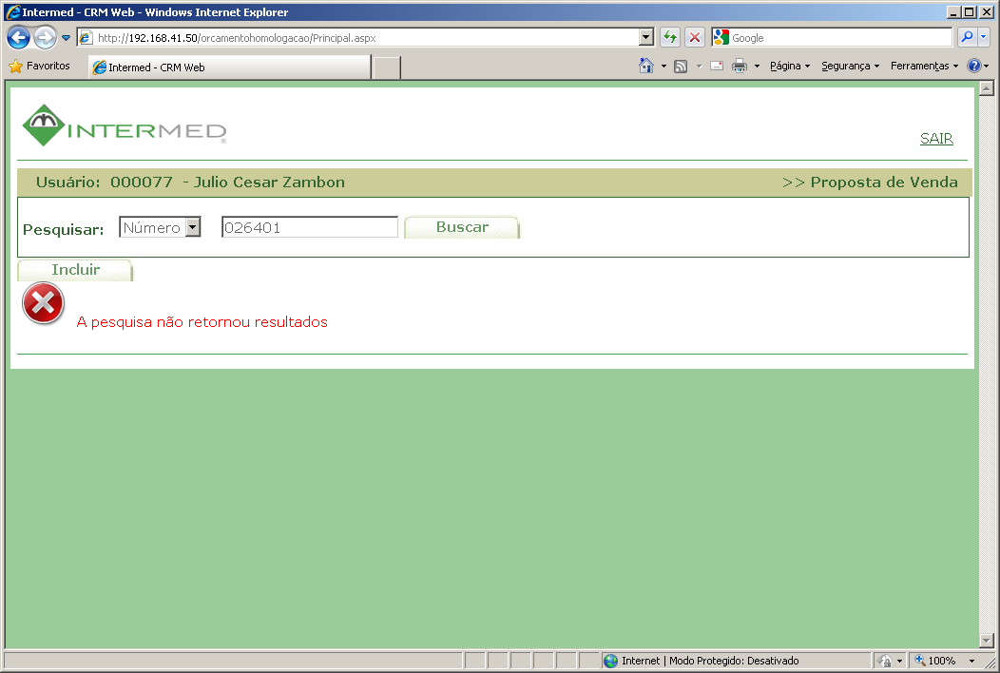 Intermed - CRM Web - Windows Internet Explorer
http://192.168.41.50/orcamentohomologacao/Principal.aspx
Google
Favoritos
Intermed - CRM Web
Página
Segurança
Ferramentas
INTERMED
SAIR
Usuário: 000077 - Julio Cesar Zambon
>> Proposta de Venda
Pesquisar: Número 026401 Buscar
Incluir
A pesquisa não retornou resultados
Internet | Modo Protegido: Desativado
100%